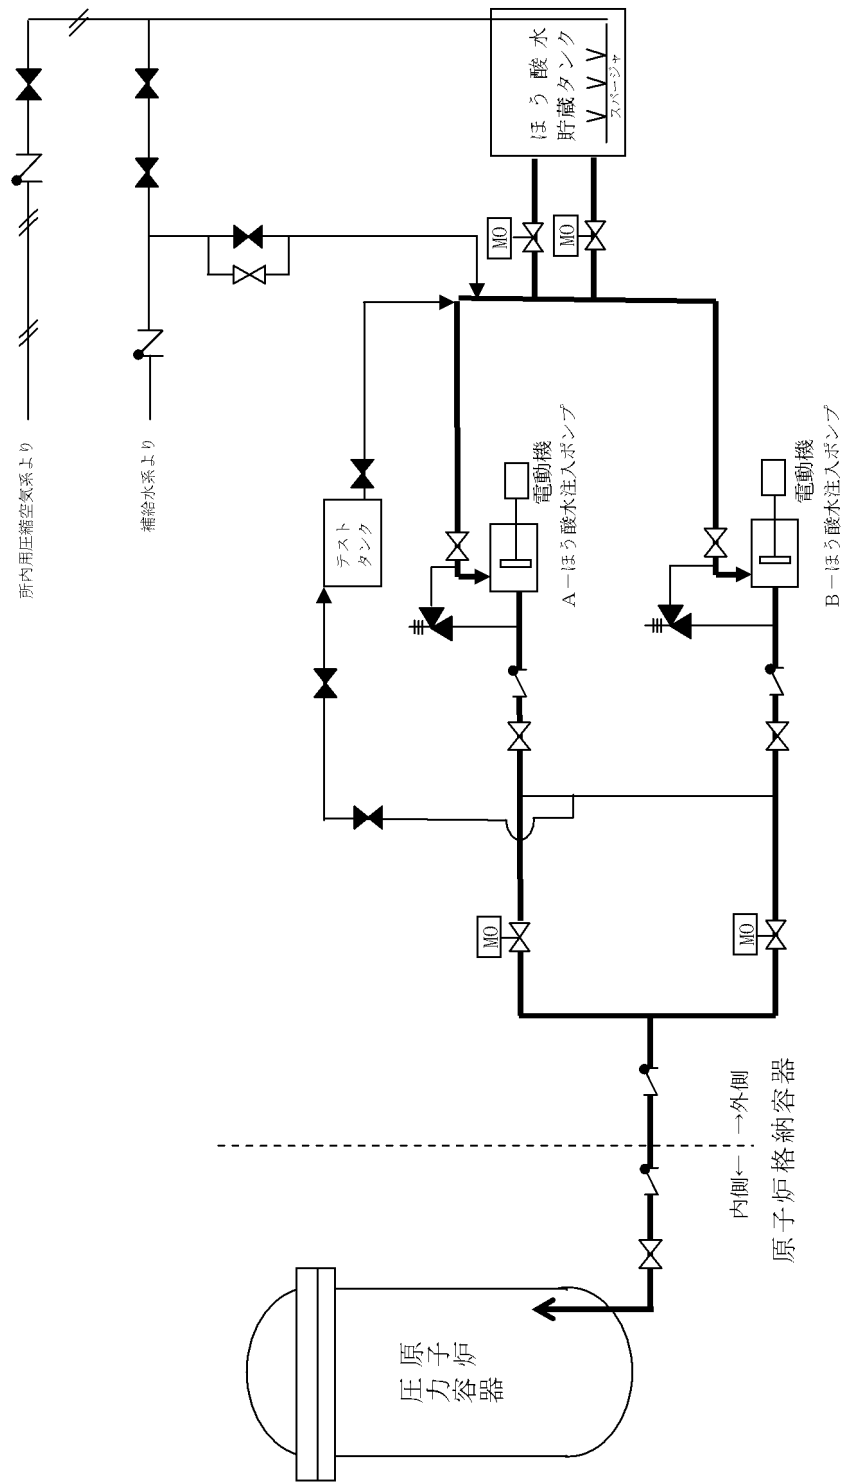 所内用圧縮空気系より
補給水系より
ほう酸水
貯蔵タンク
スパージャ
MO
MO
テスト
タンク
電動機
A－ほう酸水注入ポンプ
電動機
B－ほう酸水注入ポンプ
MO
MO
内側← →外側
原子炉格納容器
原子炉
圧力容器